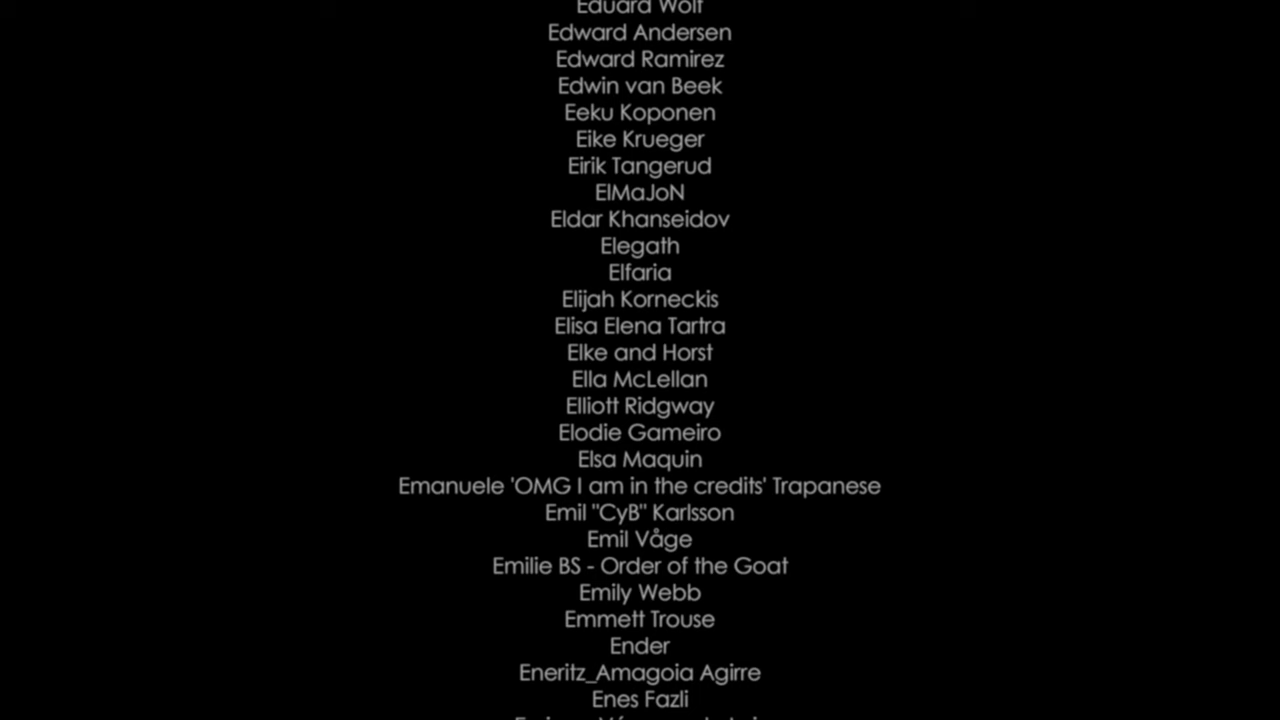 Eduard Wolf
Edward Andersen
Edward Ramirez
Edwin van Beek
Eeku Koponen
Eike Krueger
Eirik Tangerud
ElMaJoN
Eldar Khanseidov
Elegath
Elfaria
Elijah Korneckis
Elisa Elena Tartra
Elke and Horst
Ella McLellan
Elliott Ridgway
Elodie Gameiro
Elsa Maquin
Emanuele 'OMG I am in the credits' Trapanese
Emil "CyB" Karlsson
Emil Våge
Emilie BS - Order of the Goat
Emily Webb
Emmett Trouse
Ender
Eneritz_Amagoia Agirre
Enes Fazli